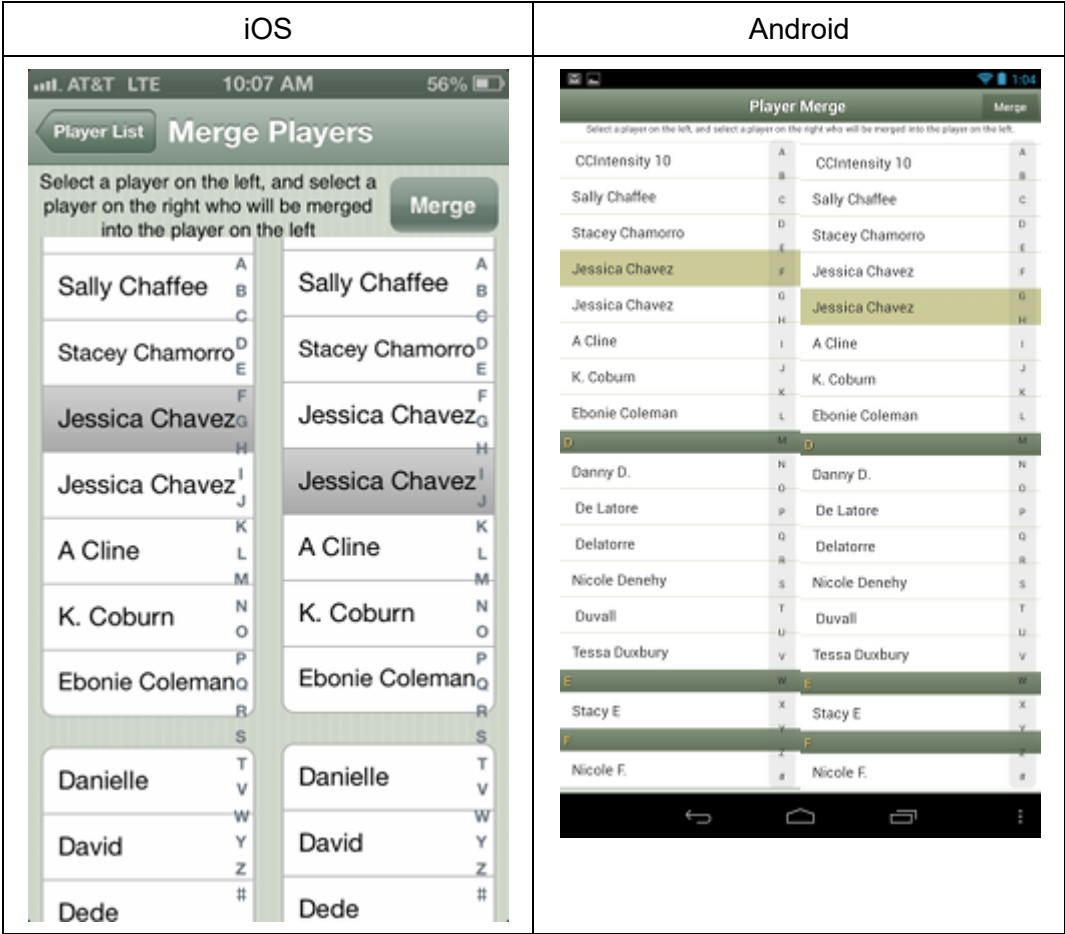 iOS
Android
AT&T LTE 10:07 AM 56%
Player List
Merge Players
Select a player on the left, and select a
player on the right who will be merged
into the player on the left
Merge
Sally Chaffee
Stacey Chamorro
Jessica Chavez
Jessica Chavez
A Cline
K. Coburn
Ebonie Coleman
Danielle
David
Dede
A
B
C
D
E
F
G
H
I
J
K
L
M
N
O
P
Q
R
S
T
V
W
Y
Z
#
Sally Chaffee
Stacey Chamorro
Jessica Chavez
Jessica Chavez
A Cline
K. Coburn
Ebonie Coleman
Danielle
David
Dede
A
B
C
D
E
F
G
H
I
J
K
L
M
N
O
P
Q
R
S
T
V
W
Y
Z
#
1:04
Player Merge
Merge
Select a player on the left, and select a player on the right who will be merged into the player on the left.
CCIntensity 10
Sally Chaffee
Stacey Chamorro
Jessica Chavez
Jessica Chavez
A Cline
K. Coburn
Ebonie Coleman
D
Danny D.
De Latore
Delatorre
Nicole Denehy
Duvall
Tessa Duxbury
E
Stacy E
F
Nicole F.
A
B
C
D
E
F
G
H
I
J
K
L
M
N
O
P
Q
R
S
T
U
V
W
X
Y
Z
#
CCIntensity 10
Sally Chaffee
Stacey Chamorro
Jessica Chavez
Jessica Chavez
A Cline
K. Coburn
Ebonie Coleman
D
Danny D.
De Latore
Delatorre
Nicole Denehy
Duvall
Tessa Duxbury
E
Stacy E
F
Nicole F.
A
B
C
D
E
F
G
H
I
J
K
L
M
N
O
P
Q
R
S
T
U
V
W
X
Y
Z
#